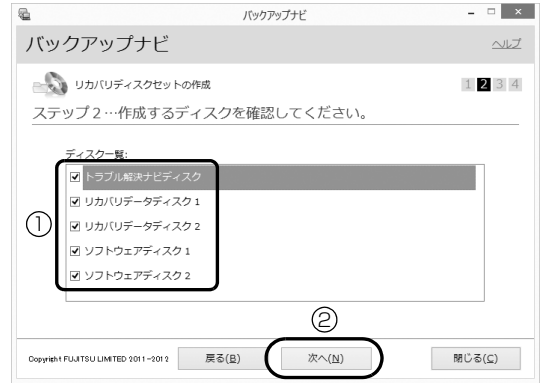 バックアップナビ
バックアップナビ
ヘルプ
リカバリディスクセットの作成
1 2 3 4
ステップ２…作成するディスクを確認してください。
ディスク一覧:
トラブル解決ナビディスク
① リカバリデータディスク１
リカバリデータディスク２
ソフトウェアディスク１
ソフトウェアディスク２
②
Copyright FUJITSU LIMITED 2011-2012 戻る(B) 次へ(N) 閉じる(C)